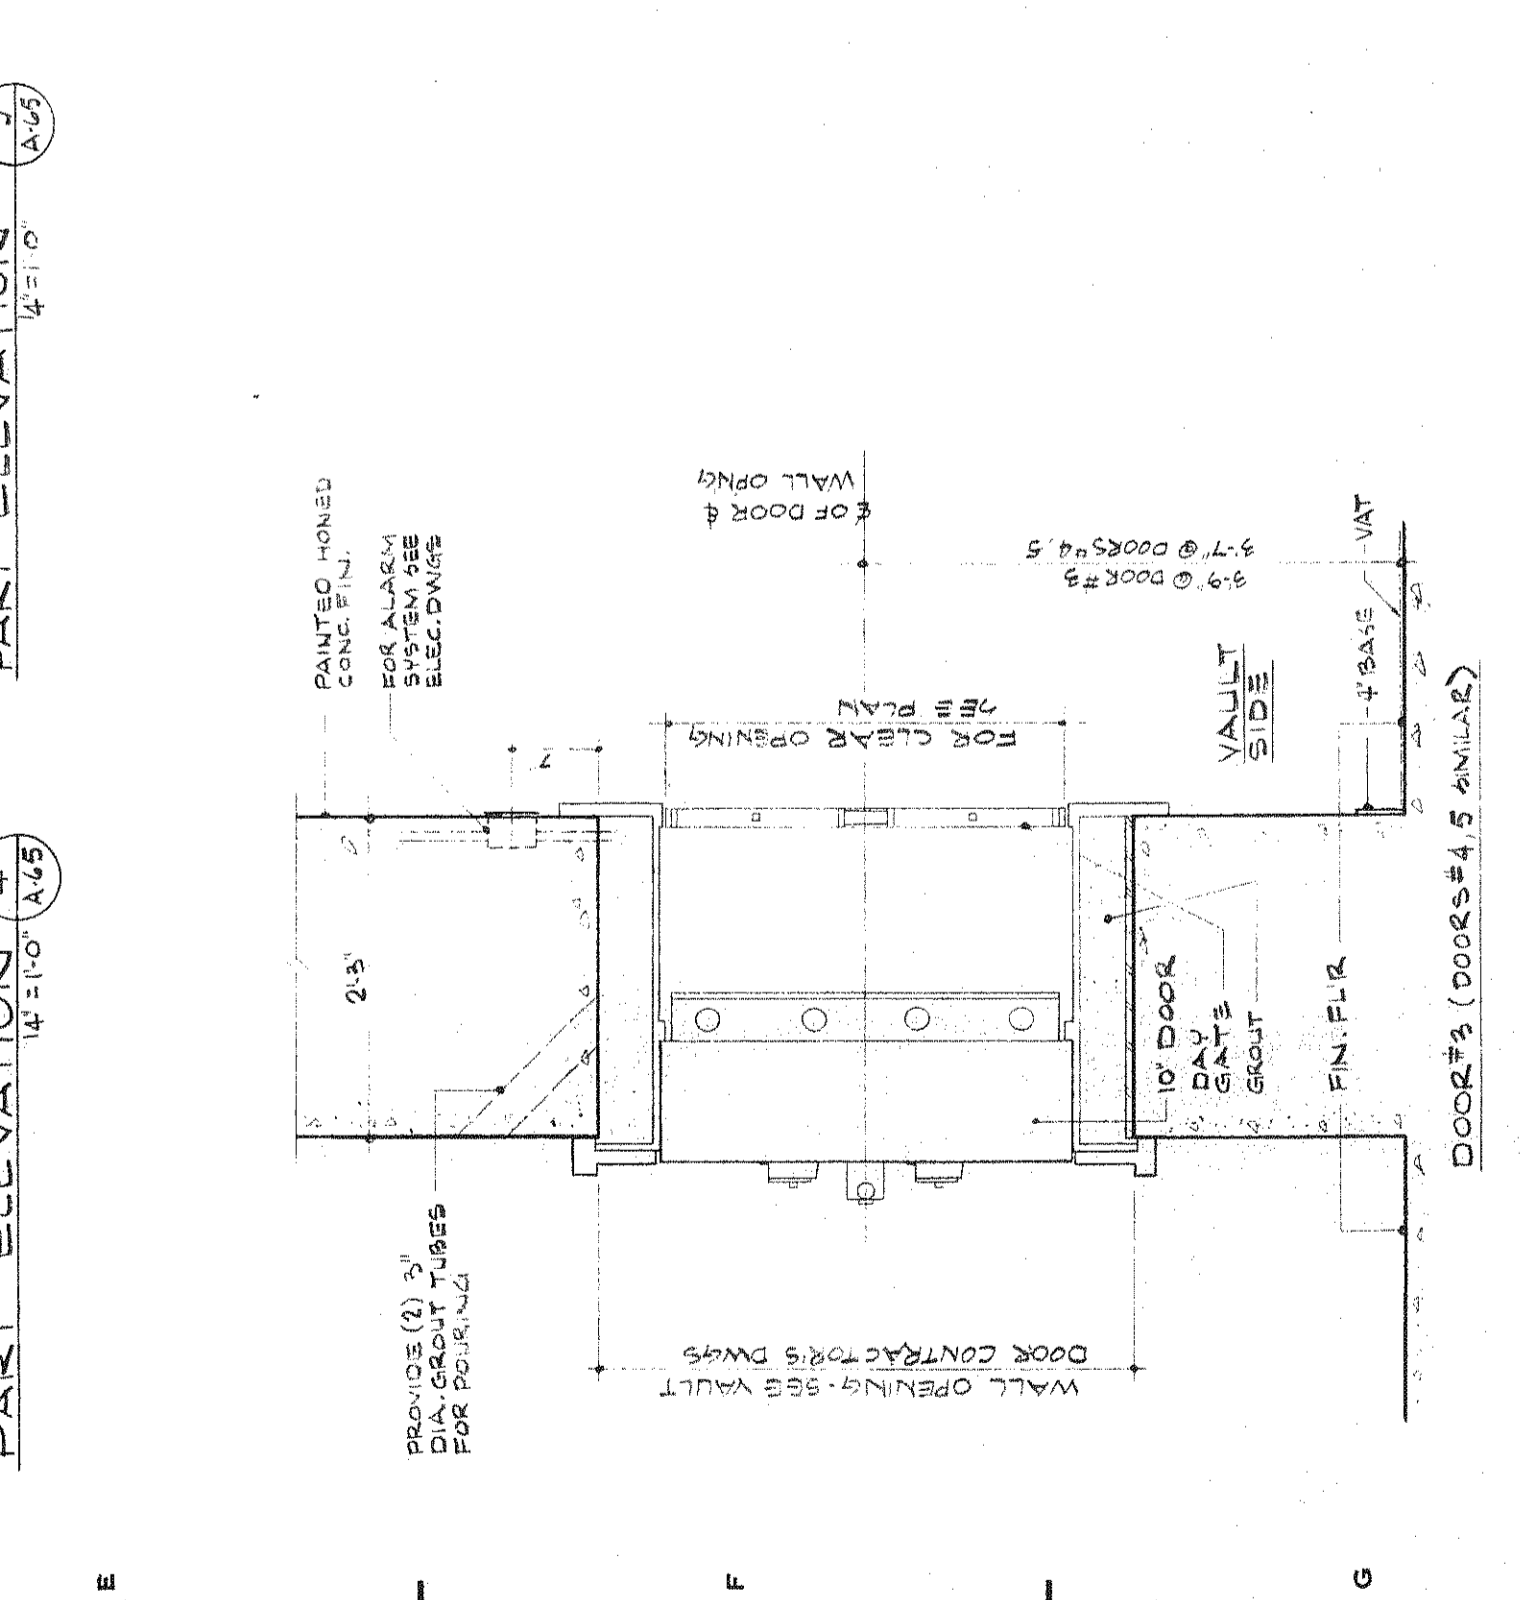 PART ELEVATION
1/4"=1'-0"
A-65
PART ELEVATION 4
1/4"=1'-0"
A-65
PAINTED HONED
CONC. FIN.
FOR ALARM
SYSTEM SEE
ELEC. DWGS
2'-3"
PROVIDE (2) 3"
DIA. GROUT TUBES
FOR POURING
℄ OF DOOR &
WALL OPNG
FOR CLEAR OPENING
SEE PLAN
WALL OPENING-SEE VAULT
DOOR CONTRACTOR'S DWGS
3'-9" @ DOOR #3
3'-7" @ DOORS #4,5
VAULT
SIDE
10" DOOR
DAY
GATE
GROUT
FIN. FLR
4" BASE
VAT
DOOR #3 (DOORS #4,5 SIMILAR)
E
F
G